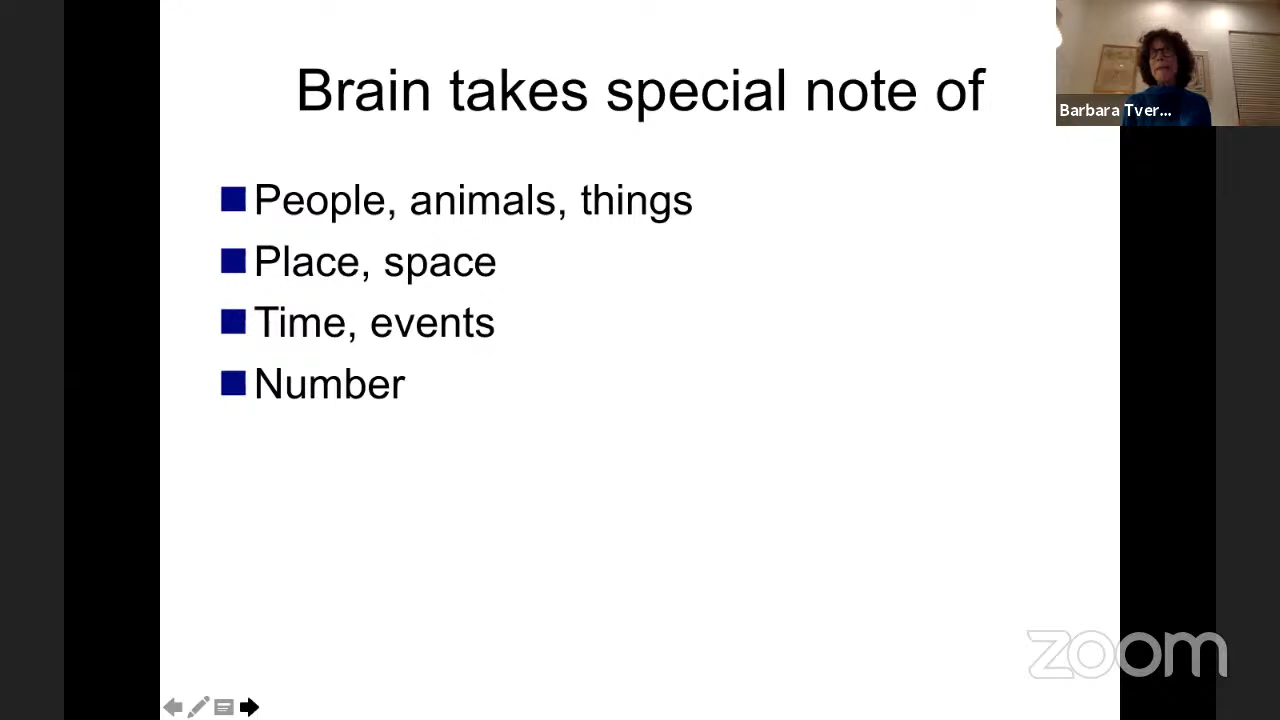 Brain takes special note of
Barbara Tver...
People, animals, things
Place, space
Time, events
Number
zoom